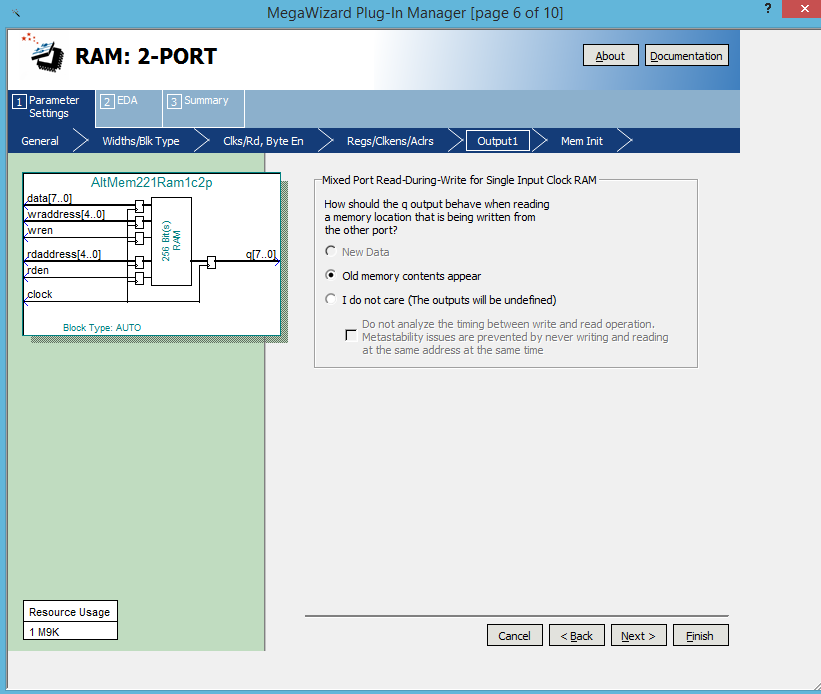 MegaWizard Plug-In Manager [page 6 of 10]
?
X
RAM: 2-PORT
About
Documentation
1 Parameter
Settings
2 EDA
3 Summary
General
Widths/Blk Type
Clks/Rd, Byte En
Regs/Clkens/Aclrs
Output1
Mem Init
AltMem221Ram1c2p
data[7..0]
wraddress[4..0]
wren
rdaddress[4..0]
rden
clock
256 Bit(s)
RAM
q[7..0]
Block Type: AUTO
Mixed Port Read-During-Write for Single Input Clock RAM
How should the q output behave when reading
a memory location that is being written from
the other port?
New Data
Old memory contents appear
I do not care (The outputs will be undefined)
Do not analyze the timing between write and read operation.
Metastability issues are prevented by never writing and reading
at the same address at the same time
Resource Usage
1 M9K
Cancel
< Back
Next >
Finish